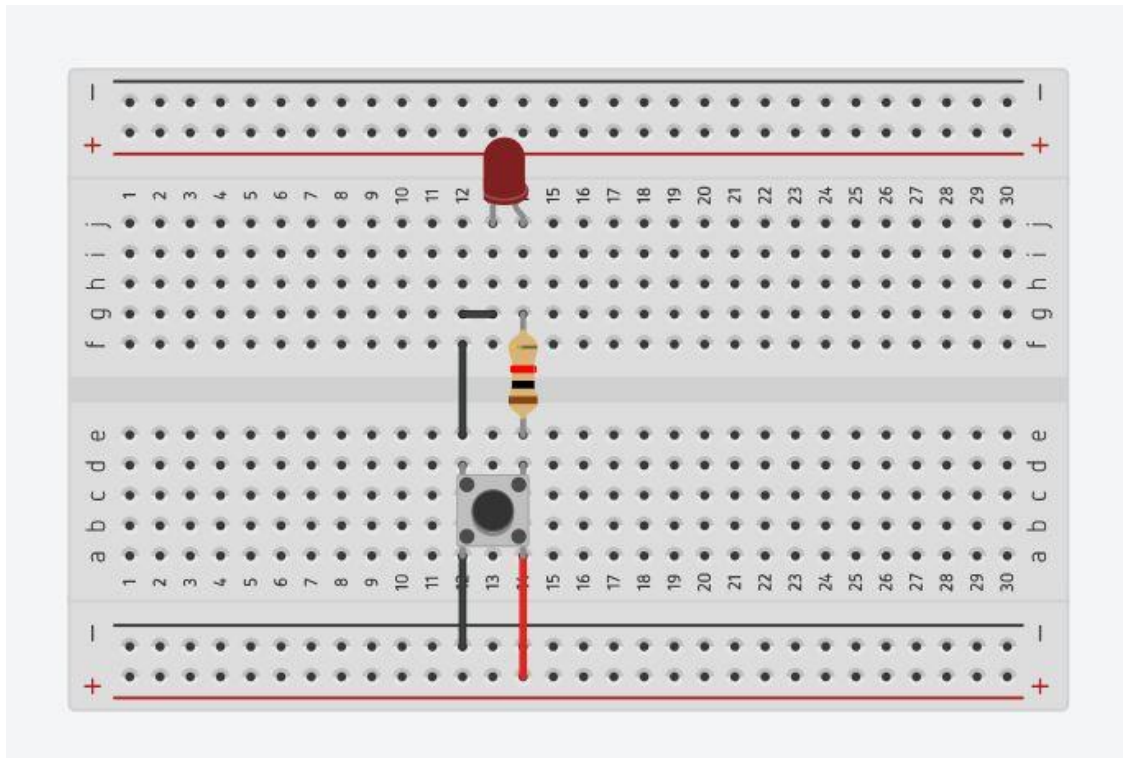 − −
+ +
1 2 3 4 5 6 7 8 9 10 11 12 15 16 17 18 19 20 21 22 23 24 25 26 27 28 29 30
j j
i i
h h
g g
f f
e e
d d
c c
b b
a a
1 2 3 4 5 6 7 8 9 10 11 12 13 14 15 16 17 18 19 20 21 22 23 24 25 26 27 28 29 30
− −
+ +